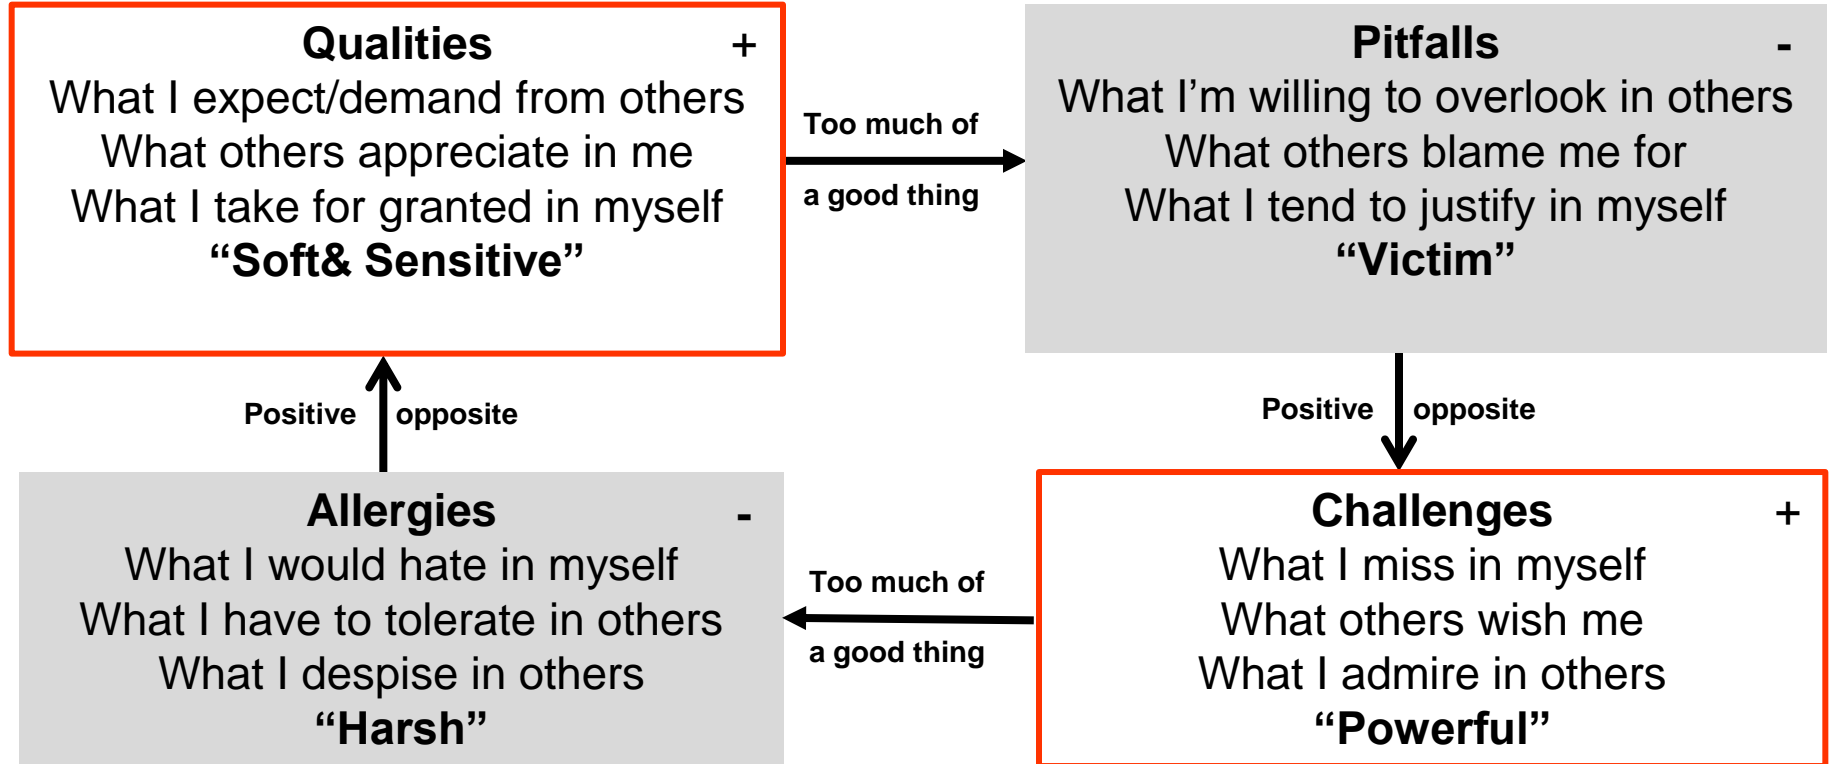 Qualities +
What I expect/demand from others
What others appreciate in me
What I take for granted in myself
“Soft& Sensitive”
Too much of
a good thing
Pitfalls -
What I’m willing to overlook in others
What others blame me for
What I tend to justify in myself
“Victim”
Positive opposite
Positive opposite
Allergies -
What I would hate in myself
What I have to tolerate in others
What I despise in others
“Harsh”
Too much of
a good thing
Challenges +
What I miss in myself
What others wish me
What I admire in others
“Powerful”